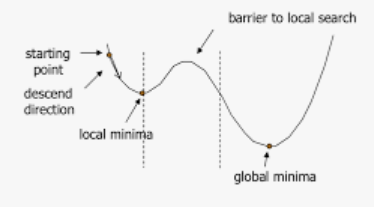 barrier to local search
starting
point
descend
direction
local minima
global minima